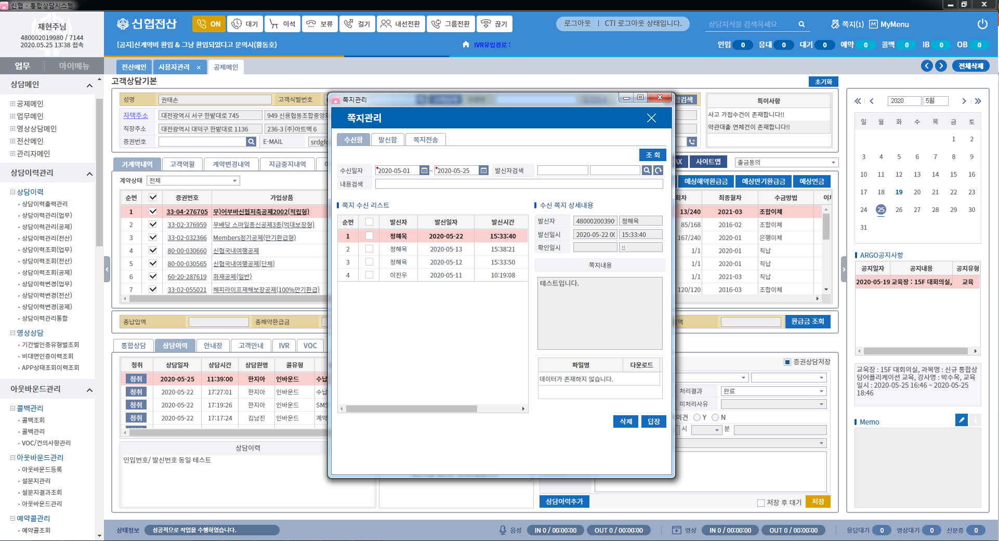 신협 - 통합상담시스템
채현주님
480002019980 / 7144
2020.05.25 13:38 접속
신협전산
ON
대기
이석
보류
걸기
내선전환
그룹전환
끊기
로그아웃 | CTI 로그아웃 상태입니다.
상담지식을 검색하세요
쪽지(1)
MyMenu
[공지]신계약비 환입 & 그냥 환입되었다고 문의시(황동호)
IVR유입경로 :
인입 0 응대 0 대기 0 예약 0 콜백 0 IB 0 OB 0
업무 마이메뉴
전산메인 사용자관리 × 공제메인
전체삭제
상담메인
공제메인
업무메인
영상상담메인
전산메인
관리자메인
상담이력관리
상담이력
상담이력출력관리
상담이력관리(업무)
상담이력관리(공제)
상담이력관리(전산)
상담이력조회(업무)
상담이력조회(전산)
상담이력조회(공제)
상담이력변경(업무)
상담이력변경(전산)
상담이력변경(공제)
상담이력관리통합
영상상담
기간별인증유형별조회
비대면인증이력조회
APP상태조회이력조회
아웃바운드관리
콜백관리
콜백조회
콜백관리
VOC/건의사항관리
아웃바운드관리
아웃바운드등록
설문지관리
설문지결과조회
아웃바운드관리
예약콜관리
예약콜조회
고객상담기본
초기화
성명 권태손 고객식별번호
합검색
자택주소 대전광역시 서구 한밭대로 745 949 신용협동조합중앙회
직장주소 대전광역시 대덕구 한밭대로 1136 236-3 (주)아트맥 6
증권번호 E-MAIL srdgfd
특이사항
사고 가접수건이 존재합니다!!
약관대출 연체건이 존재합니다!!
기계약내역 고객역할 계약변경내역 지급중지내역
AX 사이트맵 출금동의
계약상태 전체
예상해약환급금 예상만기환급금 예상연금
순번 증권번호 가입상품
회차 최종월차 수금방법 이체
1 33-04-276705 무)어부바신협저축공제2002(적립형) 13/240 2021-03 조합이체
2 33-02-376959 무배당 스마일종신공제3종(억대보장형) 85/168 2016-02 조합이체
3 33-02-032366 Members정기공제(만기환급형) 167/240 2020-01 은행이체
4 80-00-030660 신협국내여행공제 1/1 2020-01 직납
5 80-00-030565 신협국내여행공제(단체) 1/1 2020-01 직납
6 60-20-287619 화재공제(일반) 1/1 2021-03 직납
7 33-02-055021 해피라이프재해보장공제(100%만기환급) 120/120 2016-03 조합이체
총납입액 총해약환급금 액 환급금 조회
통합상담 상담이력 안내장 고객안내 IVR VOC
청취 상담일자 상담시간 상담원명 콜유형
청취 2020-05-25 11:39:00 한지아 인바운드 수납
청취 2020-05-22 17:27:01 한지아 인바운드 수납
청취 2020-05-22 17:19:26 한지아 인바운드 SMS
청취 2020-05-22 17:17:24 김남진 인바운드 계약
상담이력
인입번호/ 발신번호 동일 테스트
증권상담저장
처리결과 완료
미처리사유
의견 Y N
시 분
상담이력추가
저장 후 대기 저장
쪽지관리
쪽지관리
수신함 발신함 쪽지전송
조 회
수신일자 2020-05-01 ~ 2020-05-25 발신자검색
내용검색
쪽지 수신 리스트
순번 발신자 발신일자 발신시간
1 정해옥 2020-05-22 15:33:40
2 정해옥 2020-05-13 15:38:21
3 정해옥 2020-05-12 15:33:50
4 이진우 2020-05-11 10:19:08
수신 쪽지 상세내용
발신자 4800020039 정해옥
발신일시 2020-05-22 00 15:33:40
확인일시 ::
쪽지내용
테스트입니다.
파일명 다운로드
데이터가 존재하지 않습니다.
삭제 답장
2020 5월
일 월 화 수 목 금 토
1 2
3 4 5 6 7 8 9
10 11 12 13 14 15 16
17 18 19 20 21 22 23
24 25 26 27 28 29 30
31
ARGO공지사항
공지일자 공지내용 공지유형
2020-05-19 교육장 : 15F 대회의실, 교육
교육장 : 15F 대회의실, 과목명 : 신규 통합상
담어플리케이션 교육, 강사명 : 박수옥, 교육
일시 : 2020-05-25 16:46 ~ 2020-05-25
18:46
Memo
상태정보 성공적으로 작업을 수행하였습니다.
음성 IN 0 / 00:00:00 OUT 0 / 00:00:00
영상 IN 0 / 00:00:00 OUT 0 / 00:00:00
응답대기 0 영상대기 0 신분증 0